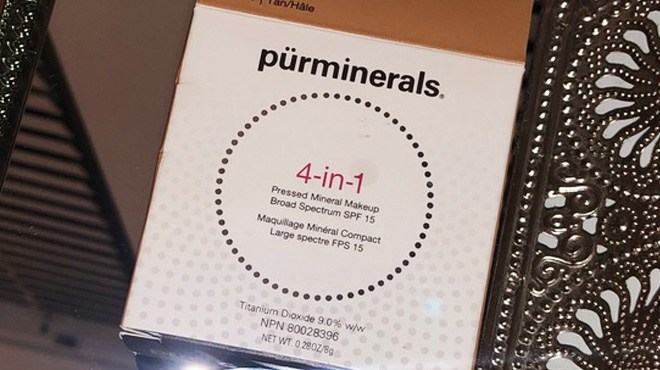 Tan/Hâle
pürminerals®
4-in-1
Pressed Mineral Makeup
Broad Spectrum SPF 15
Maquillage Minéral Compact
Large spectre FPS 15
Titanium Dioxide 9.0% w/w
NPN 80028396
NET WT. 0.28OZ/8g